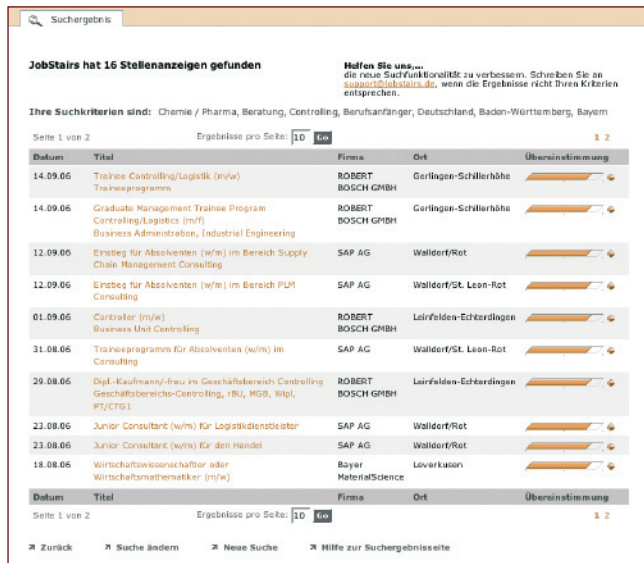 Suchergebnis
JobStairs hat 16 Stellenanzeigen gefunden
Helfen Sie uns,...
die neue Suchfunktionalität zu verbessern. Schreiben Sie an
support@jobstairs.de, wenn die Ergebnisse nicht Ihren Kriterien
entsprechen.
Ihre Suchkriterien sind: Chemie / Pharma, Beratung, Controlling, Berufsanfänger, Deutschland, Baden-Württemberg, Bayern
Seite 1 von 2 Ergebnisse pro Seite: 10 Go 1 2
Datum Titel Firma Ort Übereinstimmung
14.09.06 Trainee Controlling/Logistik (m/w) ROBERT Gerlingen-Schillerhöhe
Traineeprogramm BOSCH GMBH
14.09.06 Graduate Management Trainee Program ROBERT Gerlingen-Schillerhöhe
Controlling/Logistics (m/f) BOSCH GMBH
Business Administration, Industrial Engineering
12.09.06 Einstieg für Absolventen (w/m) im Bereich Supply SAP AG Walldorf/Rot
Chain Management Consulting
12.09.06 Einstieg für Absolventen (w/m) im Bereich PLM SAP AG Walldorf/St. Leon-Rot
Consulting
01.09.06 Controller (m/w) ROBERT Leinfelden-Echterdingen
Business Unit Controlling BOSCH GMBH
31.08.06 Traineeprogramm für Absolventen (w/m) im SAP AG Walldorf/St. Leon-Rot
Consulting
29.08.06 Dipl.-Kaufmann/-frau im Geschäftsbereich Controlling ROBERT Leinfelden-Echterdingen
Geschäftsbereichs-Controlling, rBU, MGB, WipI, BOSCH GMBH
PT/CTG1
23.08.06 Junior Consultant (w/m) für Logistikdienstleister SAP AG Walldorf/Rot
23.08.06 Junior Consultant (w/m) für den Handel SAP AG Walldorf/Rot
18.08.06 Wirtschaftswissenschaftler oder Bayer Leverkusen
Wirtschaftsmathematiker (m/w) MaterialScience
Datum Titel Firma Ort Übereinstimmung
Seite 1 von 2 Ergebnisse pro Seite: 10 Go 1 2
Zurück Suche ändern Neue Suche Hilfe zur Suchergebnisseite